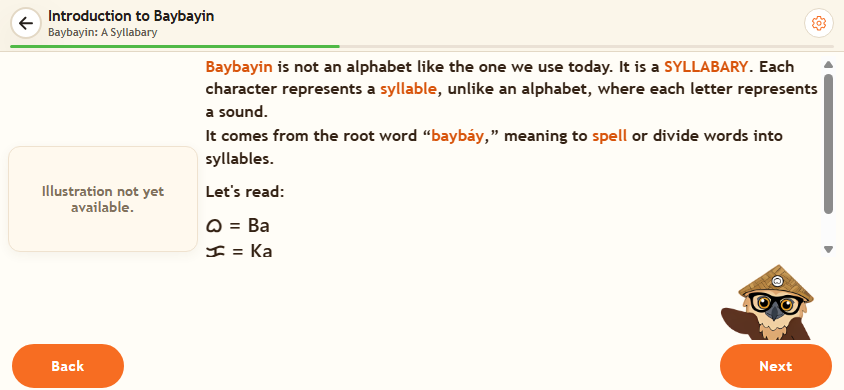 Introduction to Baybayin
Baybayin: A Syllabary
Baybayin is not an alphabet like the one we use today. It is a SYLLABARY. Each
character represents a syllable, unlike an alphabet, where each letter represents
a sound.
It comes from the root word “baybáy,” meaning to spell or divide words into
syllables.
Let's read:
ᜊ = Ba
ᜃ = Ka
Illustration not yet
available.
Back
Next